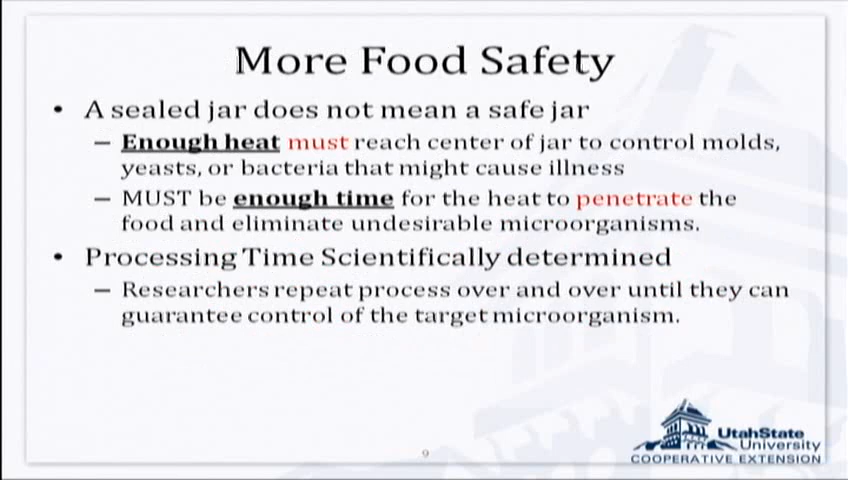 More Food Safety
• A sealed jar does not mean a safe jar
– Enough heat must reach center of jar to control molds,
yeasts, or bacteria that might cause illness
– MUST be enough time for the heat to penetrate the
food and eliminate undesirable microorganisms.
• Processing Time Scientifically determined
– Researchers repeat process over and over until they can
guarantee control of the target microorganism.
9
UtahState
University
COOPERATIVE EXTENSION